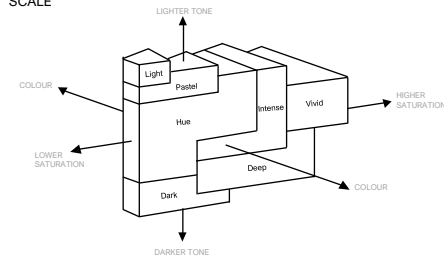 SCALE
LIGHTER TONE
Light
Pastel
COLOUR
Hue
Intense
Vivid
HIGHER
SATURATION
LOWER
SATURATION
Deep
Dark
COLOUR
DARKER TONE